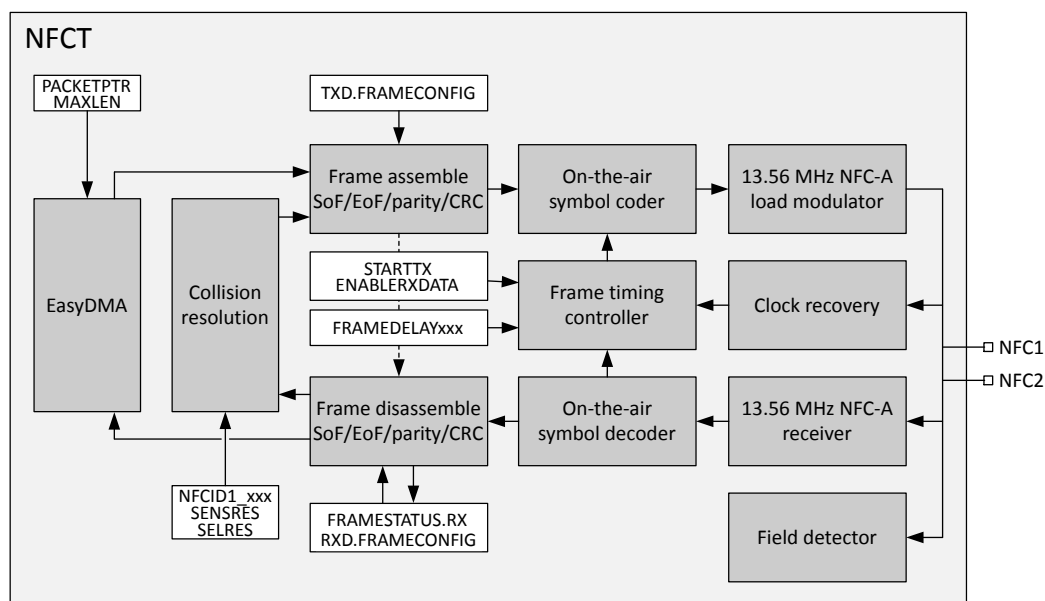 NFCT
PACKETPTR
MAXLEN
TXD.FRAMECONFIG
Frame assemble
SoF/EoF/parity/CRC
On-the-air
symbol coder
13.56 MHz NFC-A
load modulator
EasyDMA
Collision
resolution
STARTTX
ENABLERXDATA
FRAMEDELAYxxx
Frame timing
controller
Clock recovery
NFC1
NFC2
Frame disassemble
SoF/EoF/parity/CRC
On-the-air
symbol decoder
13.56 MHz NFC-A
receiver
NFCID1_xxx
SENSRES
SELRES
FRAMESTATUS.RX
RXD.FRAMECONFIG
Field detector